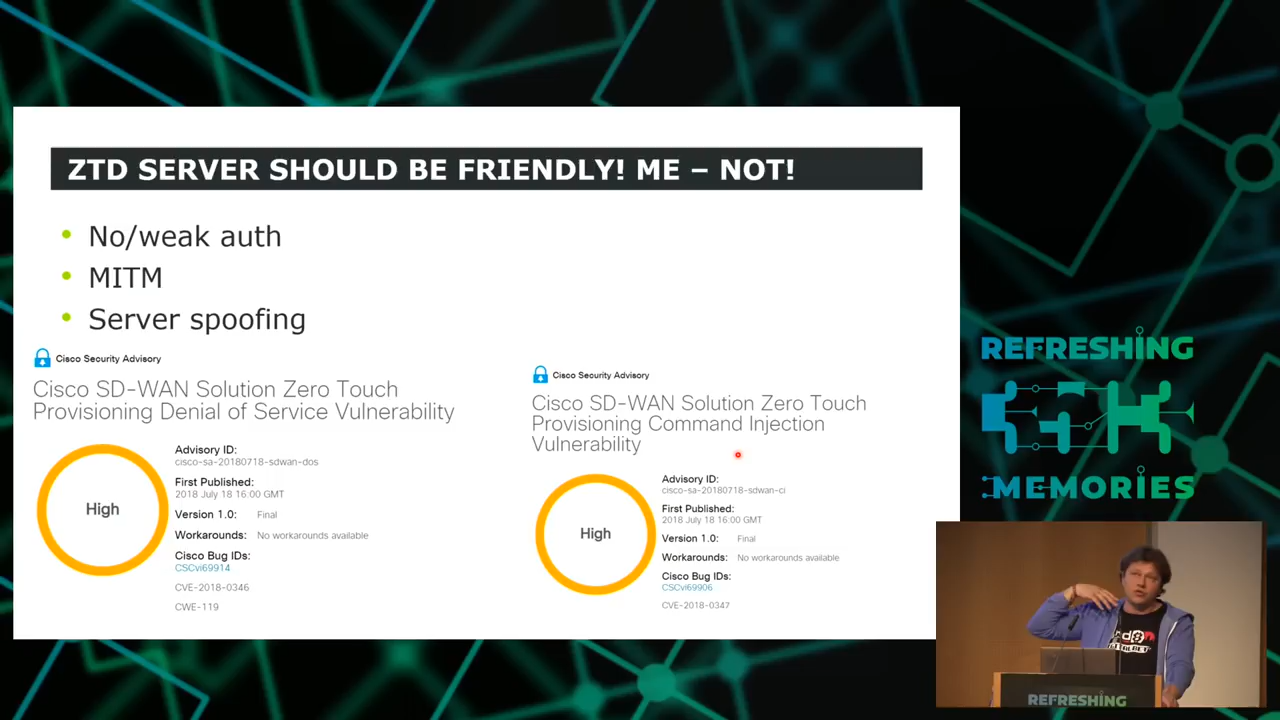 ZTD SERVER SHOULD BE FRIENDLY! ME – NOT!
• No/weak auth
• MITM
• Server spoofing
Cisco Security Advisory
Cisco SD-WAN Solution Zero Touch
Provisioning Denial of Service Vulnerability
High
Advisory ID:
cisco-sa-20180718-sdwan-dos
First Published:
2018 July 18 16:00 GMT
Version 1.0: Final
Workarounds: No workarounds available
Cisco Bug IDs:
CSCvi69914
CVE-2018-0346
CWE-119
Cisco Security Advisory
Cisco SD-WAN Solution Zero Touch
Provisioning Command Injection
Vulnerability
High
Advisory ID:
cisco-sa-20180718-sdwan-ci
First Published:
2018 July 18 16:00 GMT
Version 1.0: Final
Workarounds: No workarounds available
Cisco Bug IDs:
CSCvi69906
CVE-2018-0347
REFRESHING
MEMORIES
REFRESHING